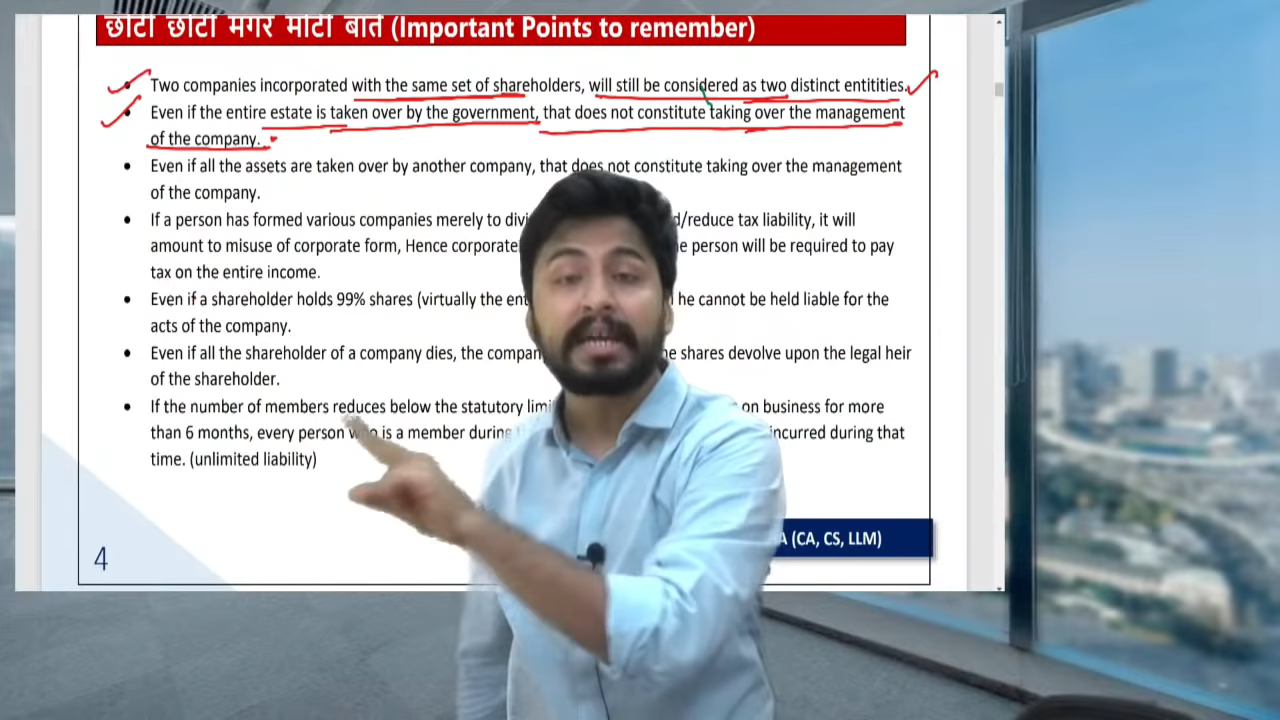 छोटी छोटी मगर मोटी बातें (Important Points to remember)
• Two companies incorporated with the same set of shareholders, will still be considered as two distinct entitities.
• Even if the entire estate is taken over by the government, that does not constitute taking over the management
of the company.
• Even if all the assets are taken over by another company, that does not constitute taking over the management
of the company.
• If a person has formed various companies merely to /reduce tax liability, it will
amount to misuse of corporate form, Hence corporate person will be required to pay
tax on the entire income.
• Even if a shareholder holds 99% shares (virtually the he cannot be held liable for the
acts of the company.
• Even if all the shareholder of a company dies, the shares devolve upon the legal heir
of the shareholder.
• If the number of members reduces below the statutory on business for more
than 6 months, every person who is a member during incurred during that
time. (unlimited liability)
(CA, CS, LLM)
4